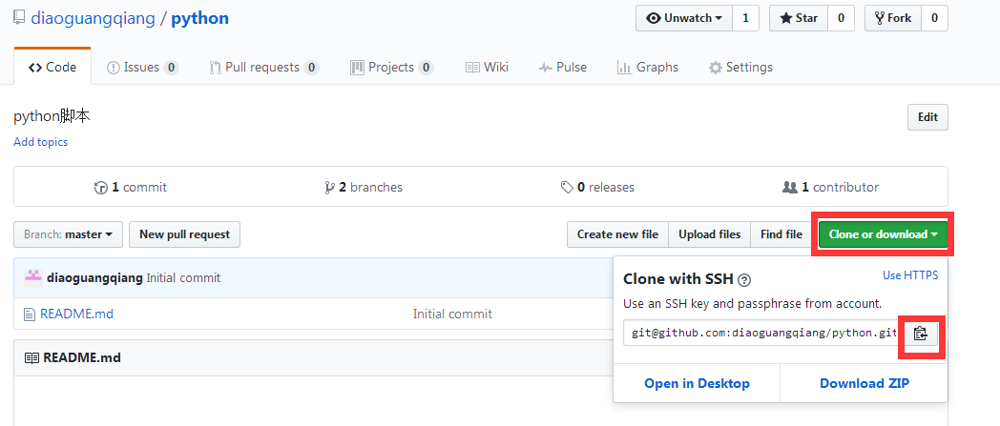 diaoguangqiang / python
Unwatch 1 Star 0 Fork 0
Code Issues 0 Pull requests 0 Projects 0 Wiki Pulse Graphs Settings
python脚本
Edit
Add topics
1 commit 2 branches 0 releases 1 contributor
Branch: master New pull request Create new file Upload files Find file Clone or download
diaoguangqiang Initial commit
README.md Initial commit
README.md
Clone with SSH Use HTTPS
Use an SSH key and passphrase from account.
git@github.com:diaoguangqiang/python.git
Open in Desktop Download ZIP